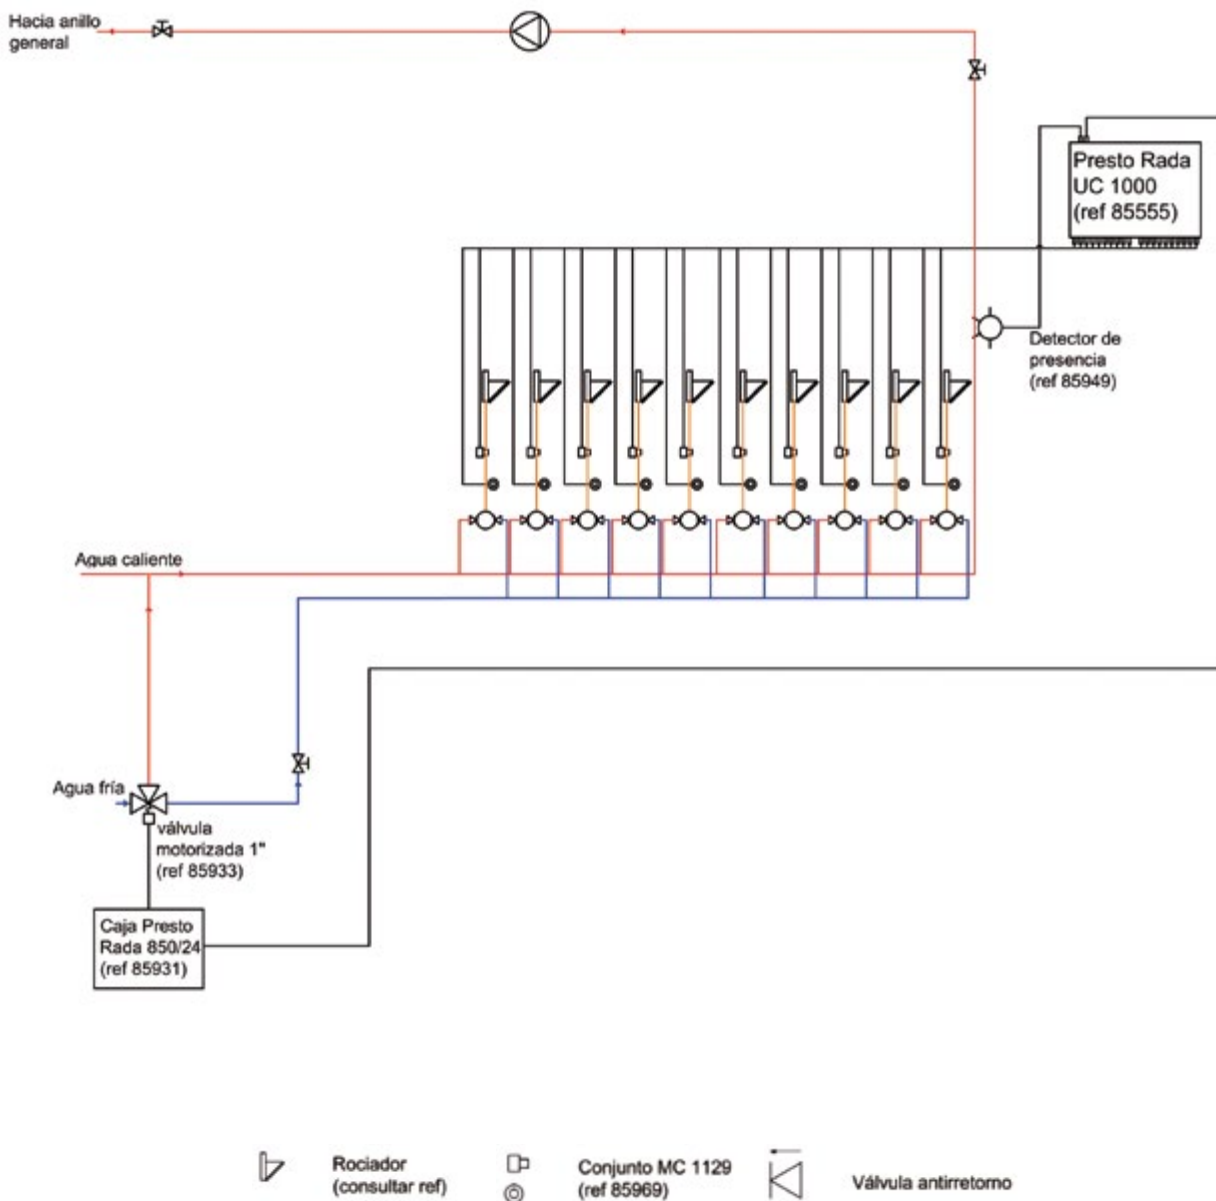 Hacia anillo
general
Presto Rada
UC 1000
(ref 85555)
Detector de
presencia
(ref 85949)
Agua caliente
Agua fría
válvula
motorizada 1"
(ref 85933)
Caja Presto
Rada 850/24
(ref 85931)
Rociador
(consultar ref)
Conjunto MC 1129
(ref 85969)
Válvula antirretorno